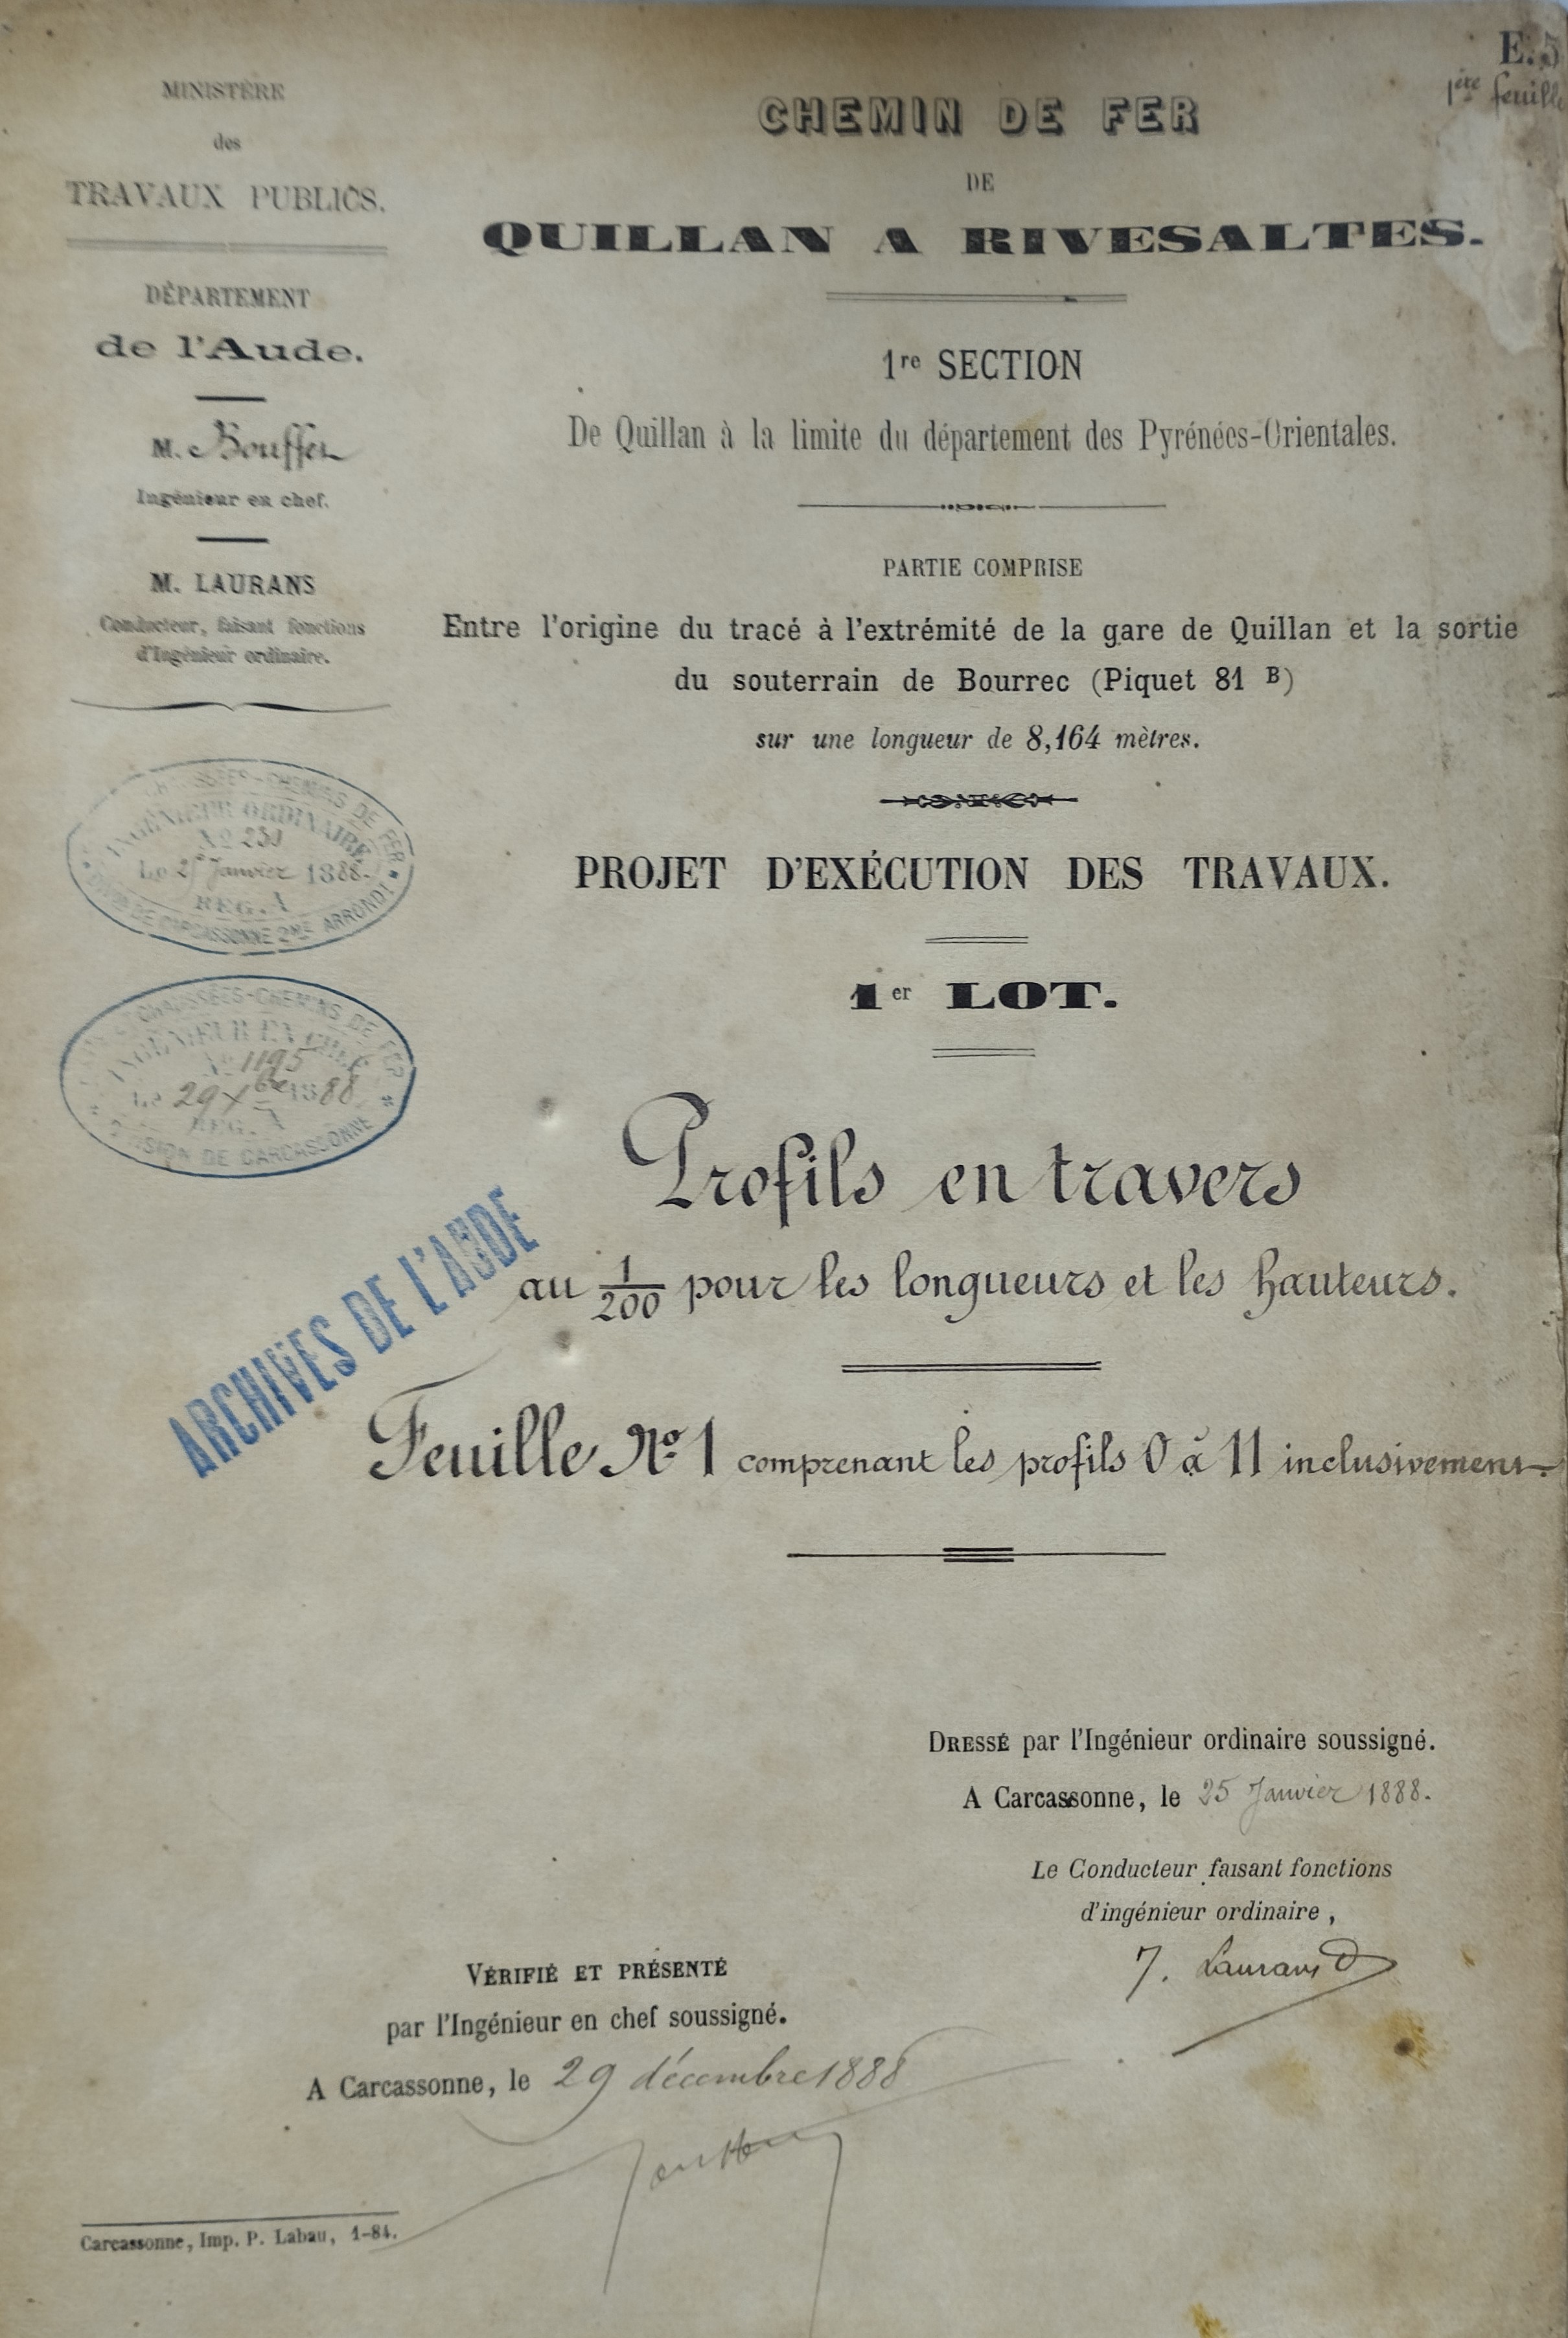 E.5
1ère feuille
MINISTÈRE
des
TRAVAUX PUBLICS.
DÉPARTEMENT
de l'Aude.
M. Bouffet
Ingénieur en chef.
M. LAURANS
Conducteur, faisant fonctions
d'Ingénieur ordinaire.
CHAUSSÉES-CHEMINS DE FER
INGÉNIEUR ORDINAIRE
No 231
Le Janvier 1888.
REG. A
DE CARCASSONNE 2ME ARRONDT
CHAUSSÉES-CHEMINS DE FER
INGÉNIEUR EN CHEF
No 1195
Le 29 Xbre 1888
REG. A
DIVISION DE CARCASSONNE
ARCHIVES DE L'AUDE
CHEMIN DE FER
DE
QUILLAN A RIVESALTES.
1re SECTION
De Quillan à la limite du département des Pyrénées-Orientales.
PARTIE COMPRISE
Entre l'origine du tracé à l'extrémité de la gare de Quillan et la sortie
du souterrain de Bourrec (Piquet 81 B)
sur une longueur de 8,164 mètres.
PROJET D'EXÉCUTION DES TRAVAUX.
1er LOT.
Profils en travers
au 1/200 pour les longueurs et les hauteurs.
Feuille No 1 comprenant les profils 0 à 11 inclusivement.
DRESSÉ par l'Ingénieur ordinaire soussigné.
A Carcassonne, le 25 Janvier 1888.
Le Conducteur faisant fonctions
d'ingénieur ordinaire,
J. Laurans
VÉRIFIÉ ET PRÉSENTÉ
par l'Ingénieur en chef soussigné.
A Carcassonne, le 29 décembre 1888
Bouffet
Carcassonne, Imp. P. Labau, 1-84.